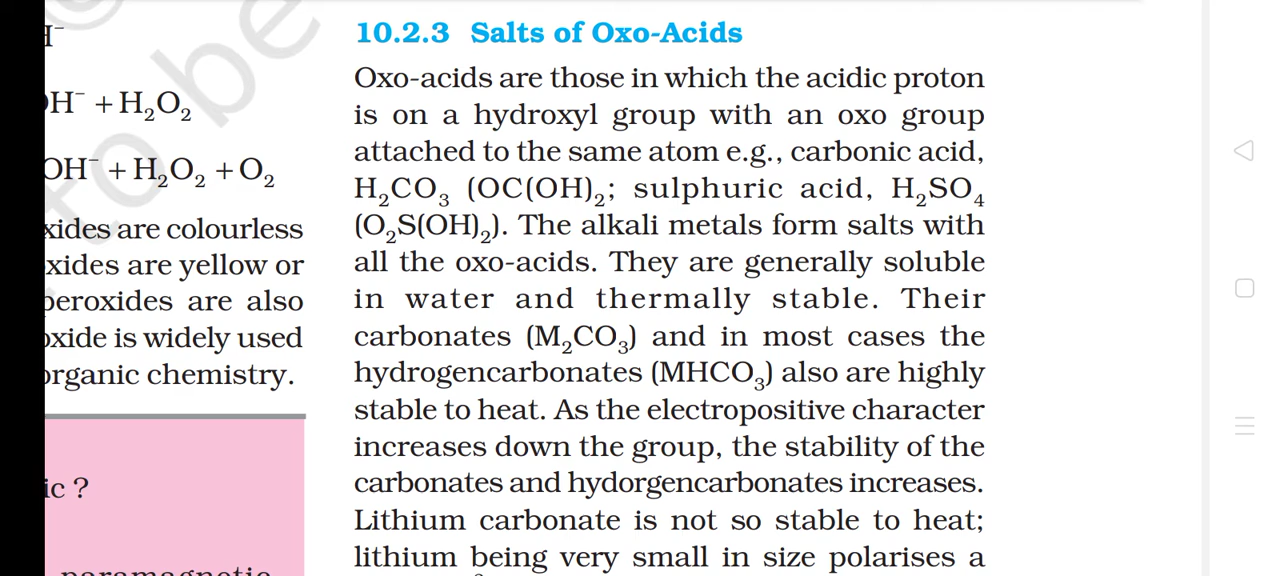 H⁻
OH⁻ + H₂O₂
OH⁻ + H₂O₂ + O₂
xides are colourless
xides are yellow or
peroxides are also
oxide is widely used
organic chemistry.
ic ?
paramagnetic
to be
10.2.3 Salts of Oxo-Acids
Oxo-acids are those in which the acidic proton
is on a hydroxyl group with an oxo group
attached to the same atom e.g., carbonic acid,
H₂CO₃ (OC(OH)₂; sulphuric acid, H₂SO₄
(O₂S(OH)₂). The alkali metals form salts with
all the oxo-acids. They are generally soluble
in water and thermally stable. Their
carbonates (M₂CO₃) and in most cases the
hydrogencarbonates (MHCO₃) also are highly
stable to heat. As the electropositive character
increases down the group, the stability of the
carbonates and hydorgencarbonates increases.
Lithium carbonate is not so stable to heat;
lithium being very small in size polarises a